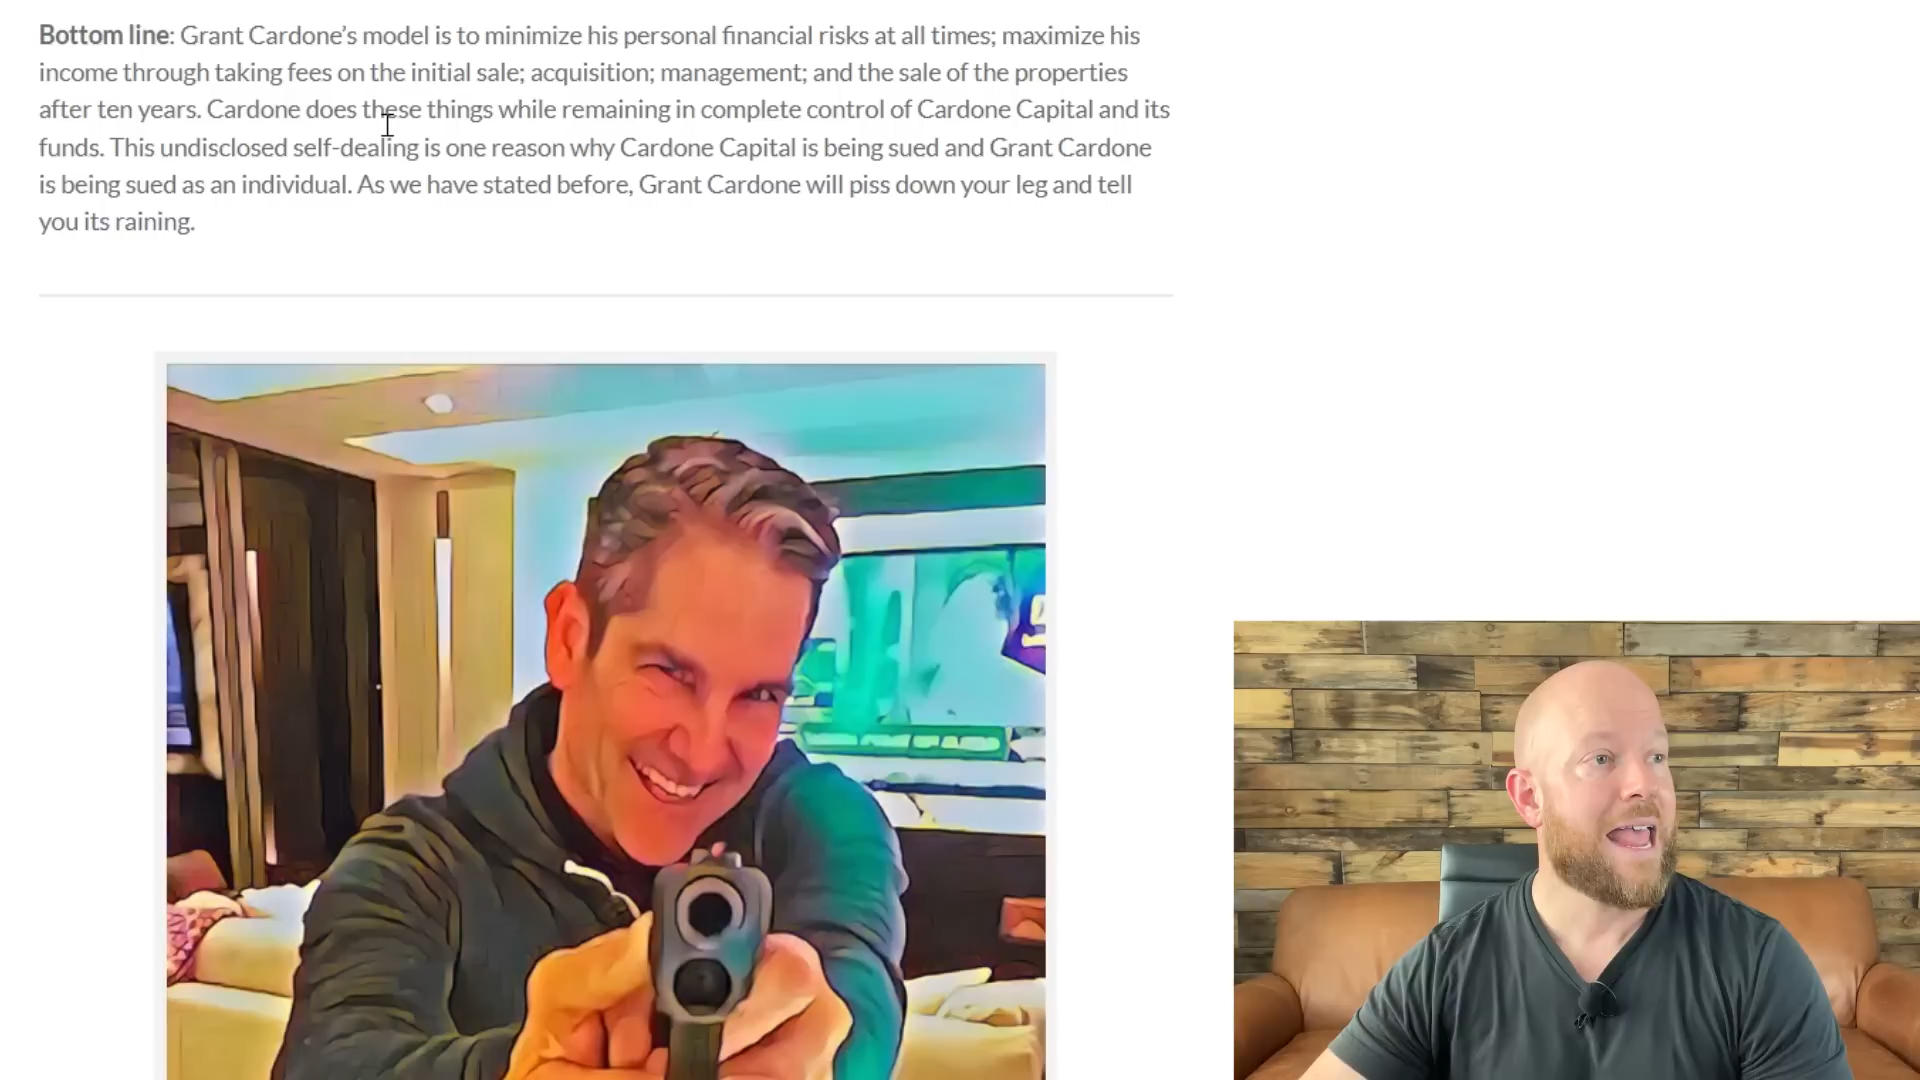 Bottom line: Grant Cardone’s model is to minimize his personal financial risks at all times; maximize his
income through taking fees on the initial sale; acquisition; management; and the sale of the properties
after ten years. Cardone does these things while remaining in complete control of Cardone Capital and its
funds. This undisclosed self-dealing is one reason why Cardone Capital is being sued and Grant Cardone
is being sued as an individual. As we have stated before, Grant Cardone will piss down your leg and tell
you its raining.